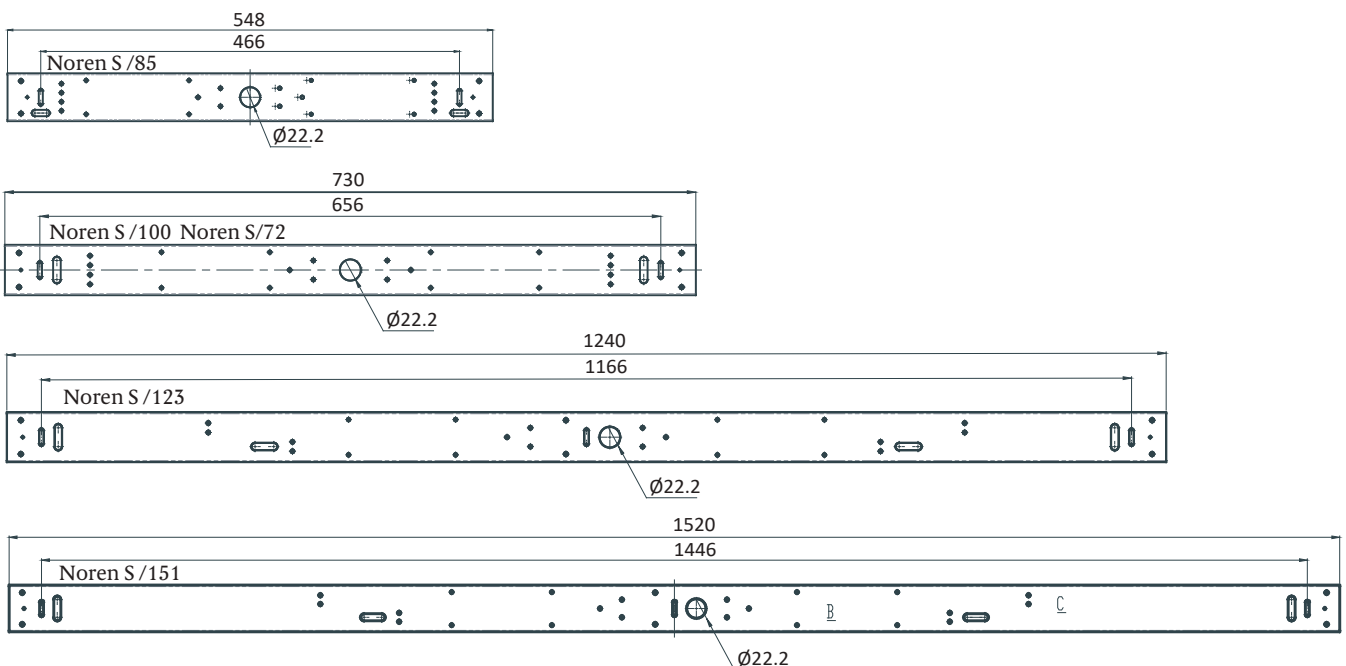 548
466
Noren S /85
Ø22.2
730
656
Noren S /100 Noren S/72
Ø22.2
1240
1166
Noren S /123
Ø22.2
1520
1446
Noren S /151
B
C
Ø22.2